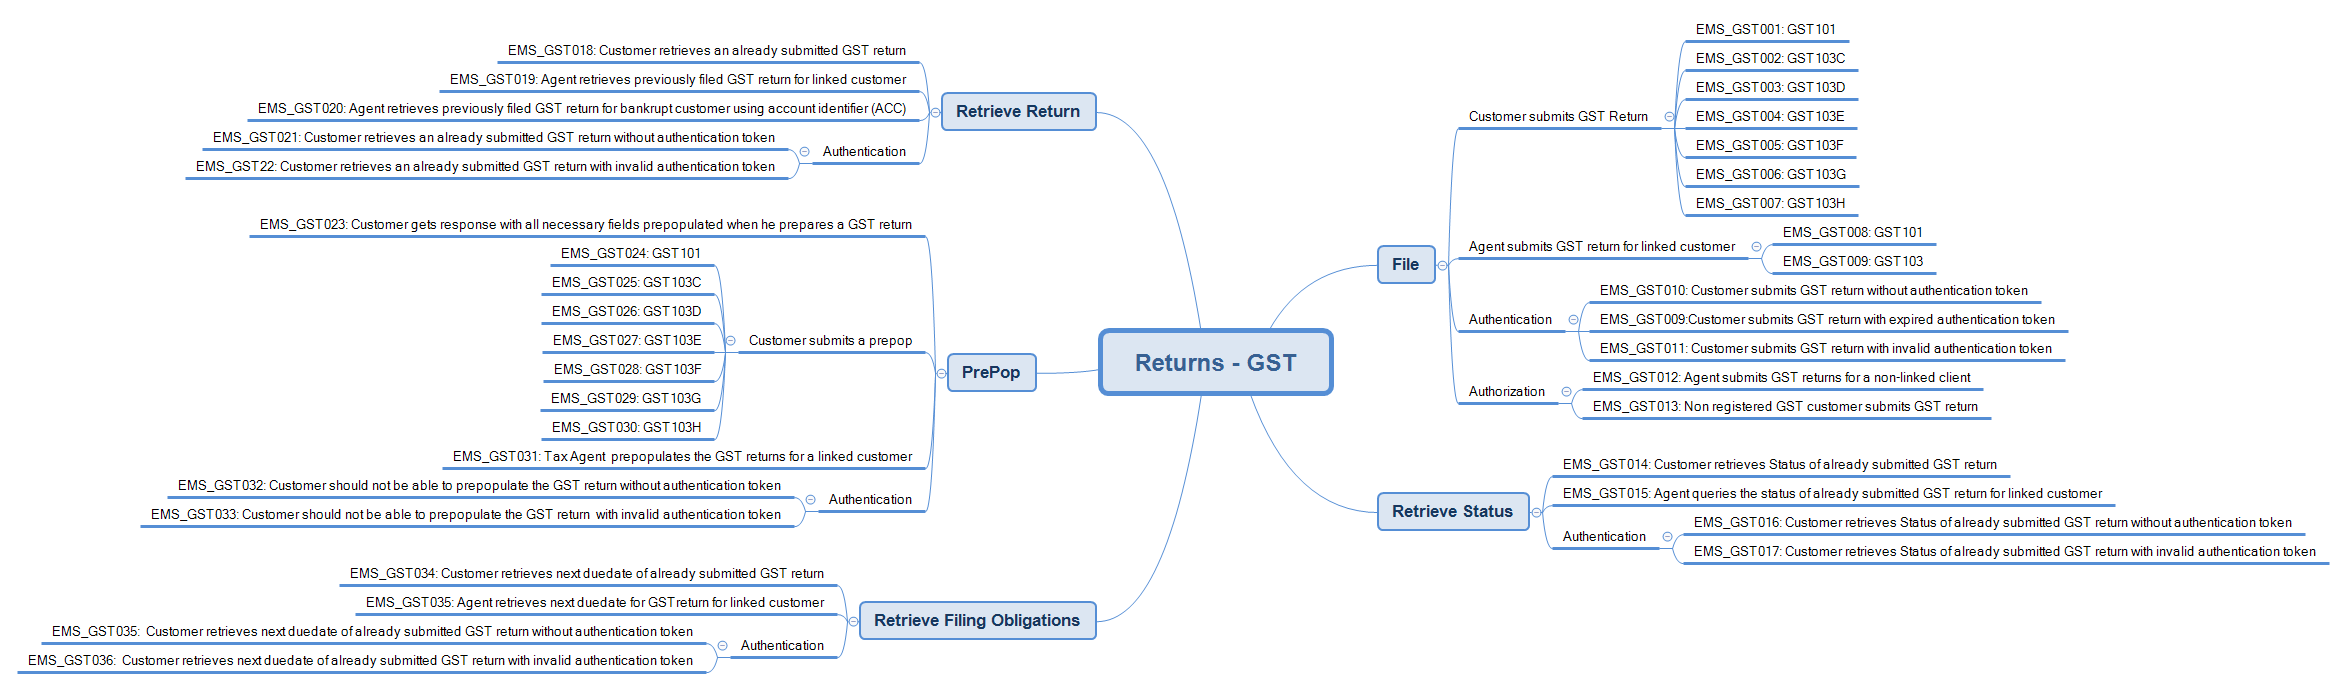 Returns - GST
File
Customer submits GST Return
EMS_GST001: GST101
EMS_GST002: GST103C
EMS_GST003: GST103D
EMS_GST004: GST103E
EMS_GST005: GST103F
EMS_GST006: GST103G
EMS_GST007: GST103H
Agent submits GST return for linked customer
EMS_GST008: GST101
EMS_GST009: GST103
Authentication
EMS_GST010: Customer submits GST return without authentication token
EMS_GST009:Customer submits GST return with expired authentication token
EMS_GST011: Customer submits GST return with invalid authentication token
Authorization
EMS_GST012: Agent submits GST returns for a non-linked client
EMS_GST013: Non registered GST customer submits GST return
Retrieve Status
EMS_GST014: Customer retrieves Status of already submitted GST return
EMS_GST015: Agent queries the status of already submitted GST return for linked customer
Authentication
EMS_GST016: Customer retrieves Status of already submitted GST return without authentication token
EMS_GST017: Customer retrieves Status of already submitted GST return with invalid authentication token
Retrieve Return
EMS_GST018: Customer retrieves an already submitted GST return
EMS_GST019: Agent retrieves previously filed GST return for linked customer
EMS_GST020: Agent retrieves previously filed GST return for bankrupt customer using account identifier (ACC)
Authentication
EMS_GST021: Customer retrieves an already submitted GST return without authentication token
EMS_GST22: Customer retrieves an already submitted GST return with invalid authentication token
PrePop
EMS_GST023: Customer gets response with all necessary fields prepopulated when he prepares a GST return
Customer submits a prepop
EMS_GST024: GST101
EMS_GST025: GST103C
EMS_GST026: GST103D
EMS_GST027: GST103E
EMS_GST028: GST103F
EMS_GST029: GST103G
EMS_GST030: GST103H
EMS_GST031: Tax Agent prepopulates the GST returns for a linked customer
Authentication
EMS_GST032: Customer should not be able to prepopulate the GST return without authentication token
EMS_GST033: Customer should not be able to prepopulate the GST return with invalid authentication token
Retrieve Filing Obligations
EMS_GST034: Customer retrieves next duedate of already submitted GST return
EMS_GST035: Agent retrieves next duedate for GST return for linked customer
Authentication
EMS_GST035: Customer retrieves next duedate of already submitted GST return without authentication token
EMS_GST036: Customer retrieves next duedate of already submitted GST return with invalid authentication token